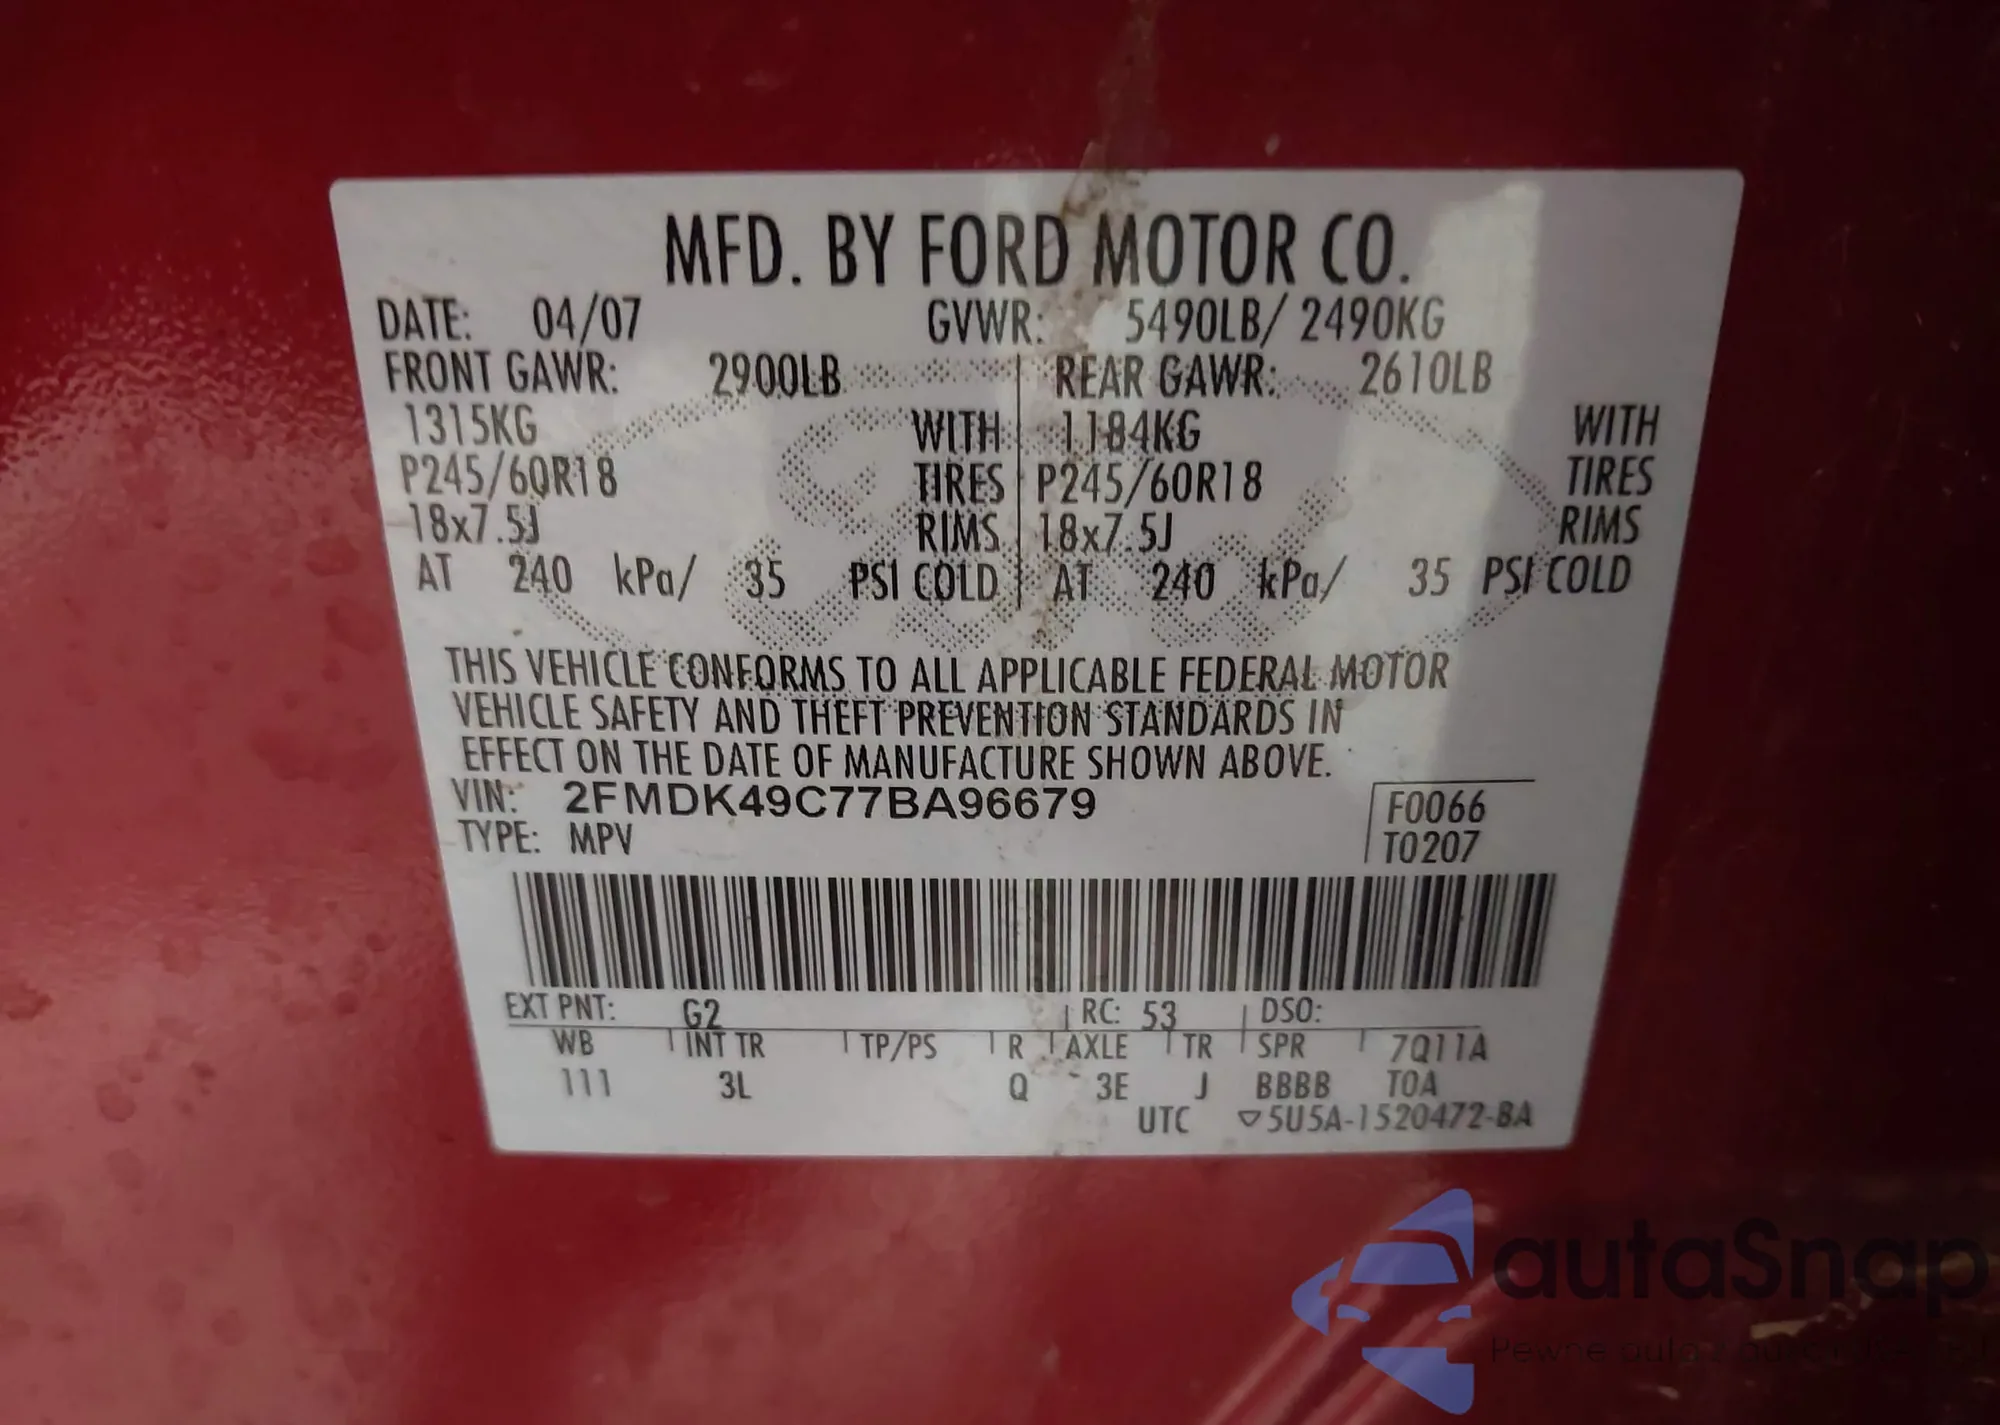 MFD. BY FORD MOTOR CO.
DATE: 04/07 GVWR: 5490LB/ 2490KG
FRONT GAWR: 2900LB REAR GAWR: 2610LB
1315KG WITH 1184KG WITH
P245/60R18 TIRES P245/60R18 TIRES
18x7.5J RIMS 18x7.5J RIMS
AT 240 kPa/ 35 PSI COLD AT 240 kPa/ 35 PSI COLD
THIS VEHICLE CONFORMS TO ALL APPLICABLE FEDERAL MOTOR
VEHICLE SAFETY AND THEFT PREVENTION STANDARDS IN
EFFECT ON THE DATE OF MANUFACTURE SHOWN ABOVE.
VIN: 2FMDK49C77BA96679 F0066
TYPE: MPV T0207
EXT PNT: G2 RC: 53 DSO:
WB INT TR TP/PS R AXLE TR SPR 7Q11A
111 3L Q 3E J BBBB TOA
UTC ▽5U5A-1520472-BA
autaSnap
Pewne auta